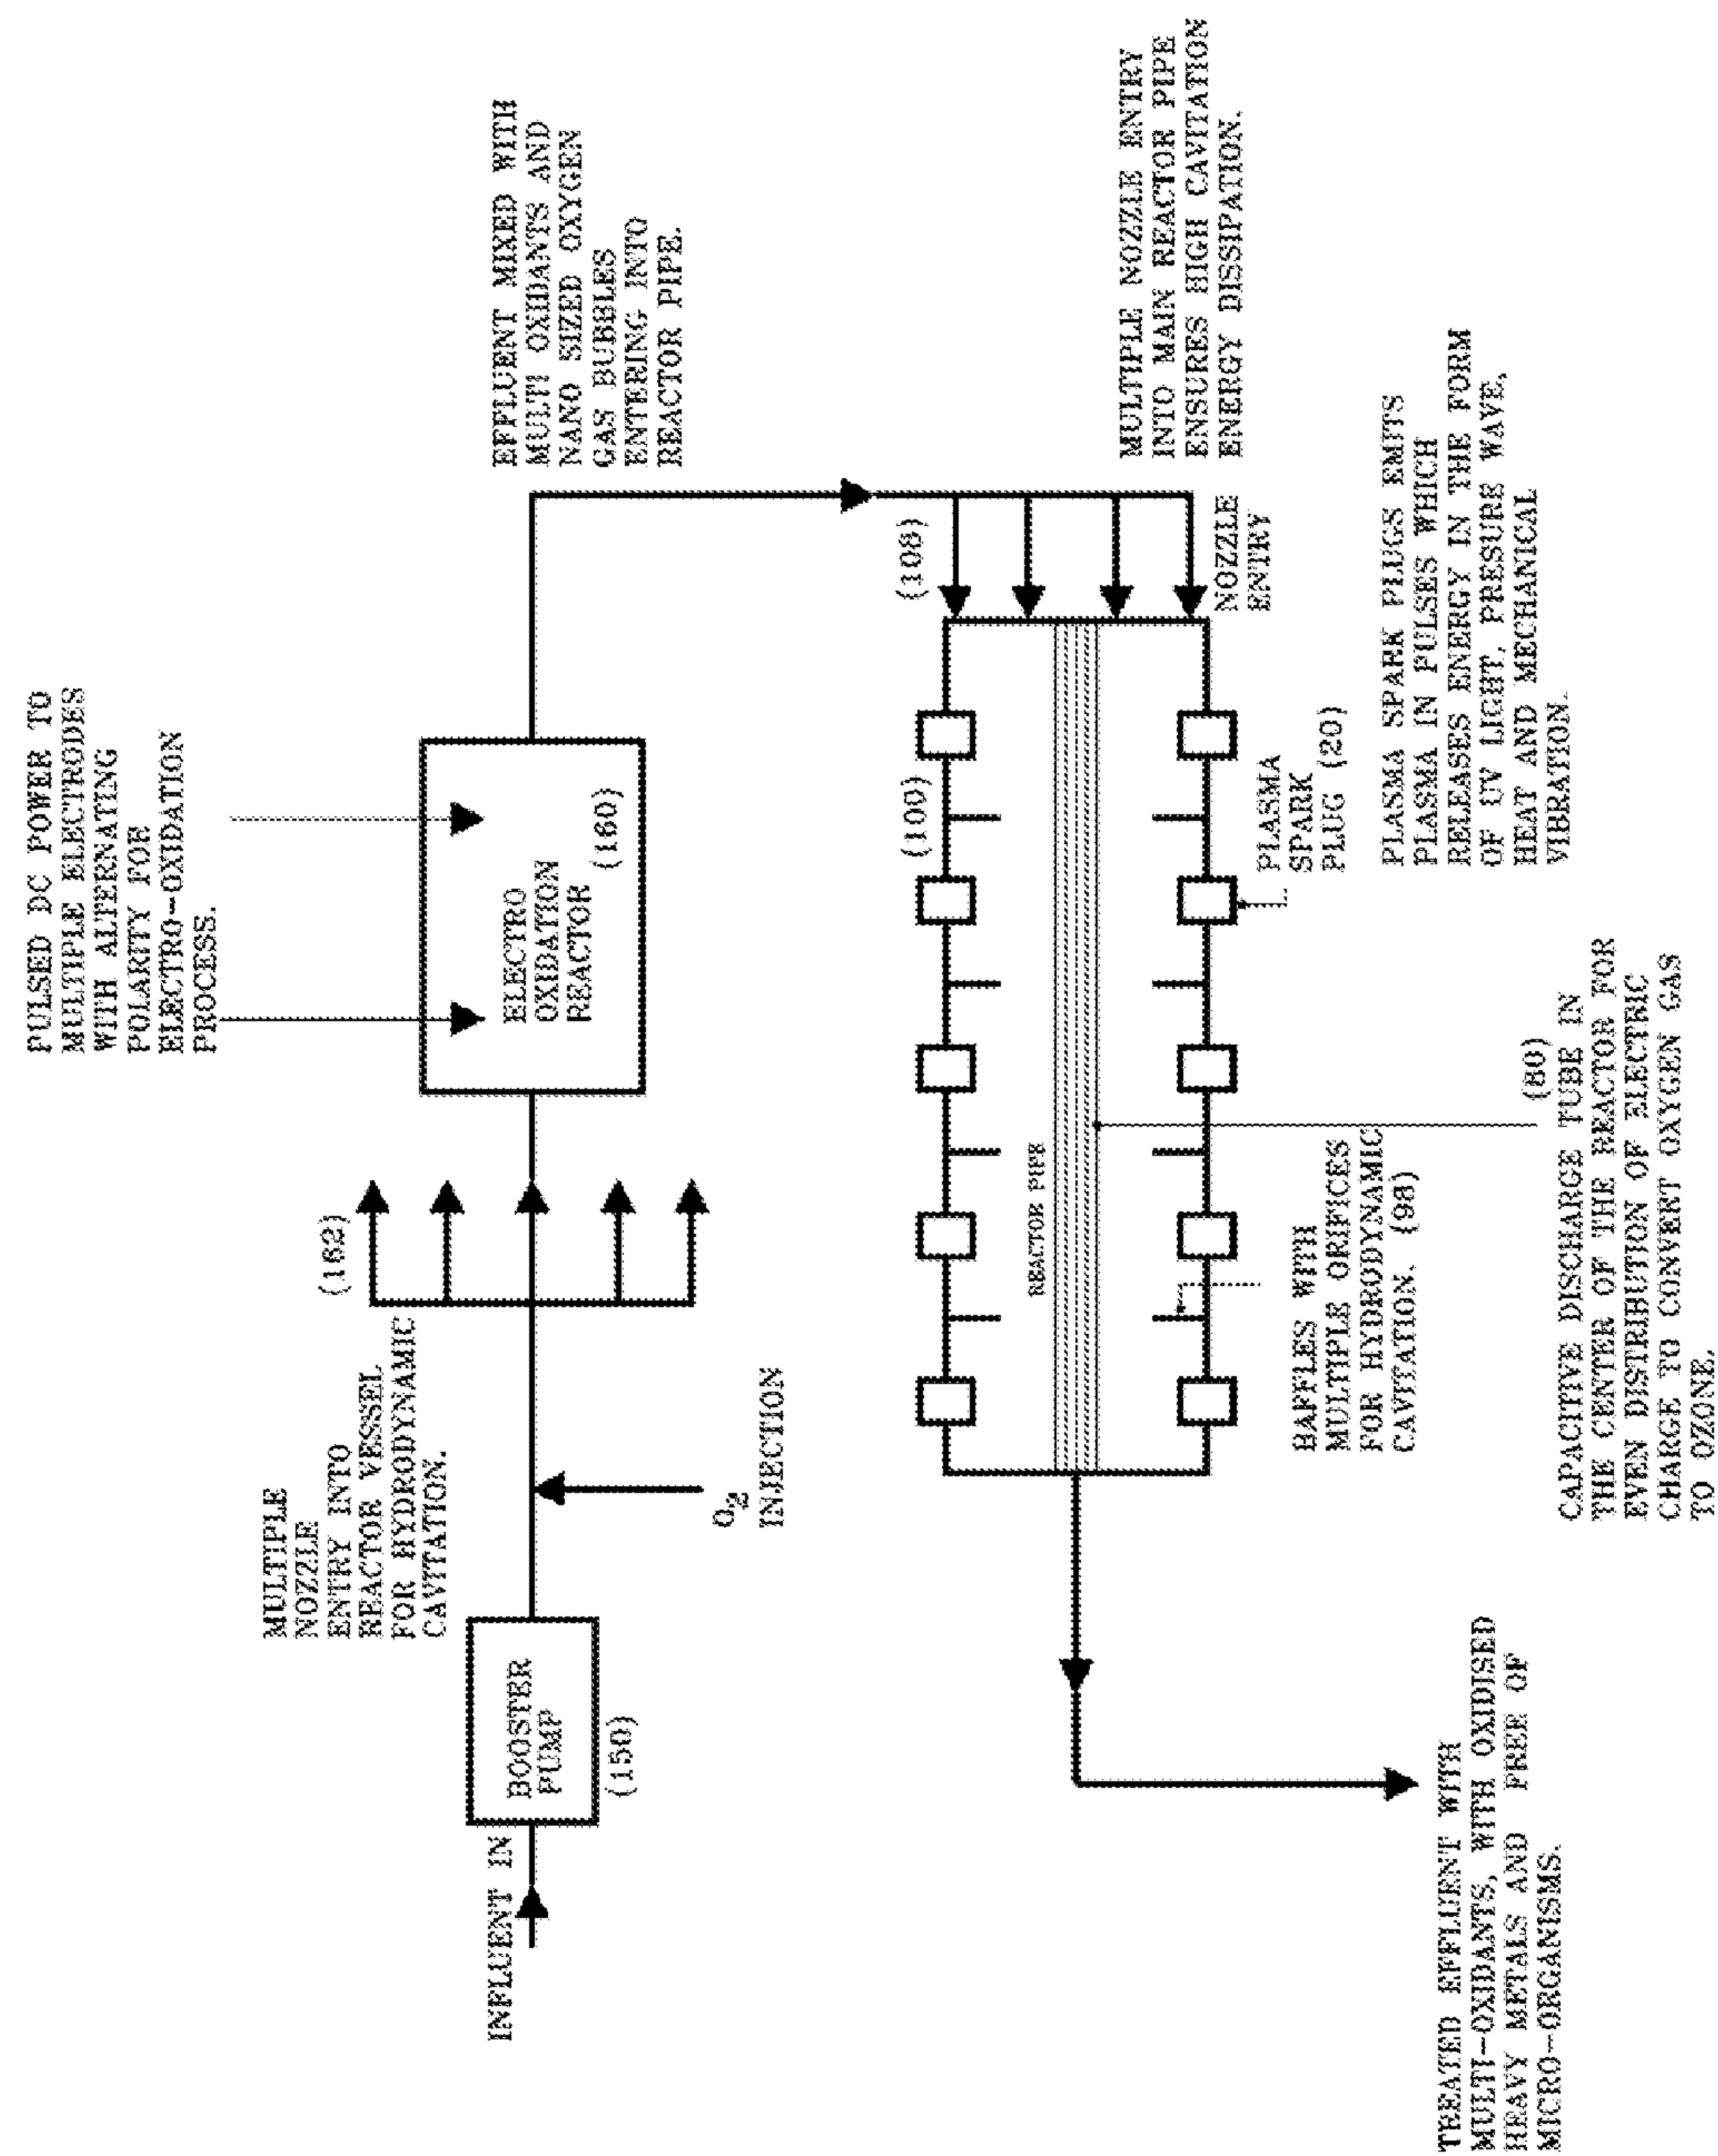 PULSED DC POWER TO
MULTIPLE ELECTRODES
WITH ALTERNATING
POLARITY FOR
ELECTRO-OXIDATION
PROCESS.
MULTIPLE
NOZZLE
ENTRY INTO
REACTOR VESSEL
FOR HYDRODYNAMIC
CAVITATION.
(162)
INFLUENT IN
BOOSTER
PUMP
(150)
O2
INJECTION
ELECTRO
OXIDATION
REACTOR
(160)
EFFLUENT MIXED WITH
MULTI OXIDANTS AND
NANO SIZED OXYGEN
GAS BUBBLES
ENTERING INTO
REACTOR PIPE.
(108)
(100)
REACTOR PIPE
NOZZLE
ENTRY
MULTIPLE NOZZLE ENTRY
INTO MAIN REACTOR PIPE
ENSURES HIGH CAVITATION
ENERGY DISSIPATION.
BAFFLES WITH
MULTIPLE ORIFICES
FOR HYDRODYNAMIC
CAVITATION. (98)
PLASMA
SPARK
PLUG (20)
PLASMA SPARK PLUGS EMITS
PLASMA IN PULSES WHICH
RELEASES ENERGY IN THE FORM
OF UV LIGHT, PRESURE WAVE,
HEAT AND MECHANICAL
VIBRATION.
(80)
CAPACITIVE DISCHARGE TUBE IN
THE CENTER OF THE REACTOR FOR
EVEN DISTRIBUTION OF ELECTRIC
CHARGE TO CONVERT OXYGEN GAS
TO OZONE.
TREATED EFFLUENT WITH
MULTI-OXIDANTS, WITH OXIDISED
HEAVY METALS AND FREE OF
MICRO-ORGANISMS.